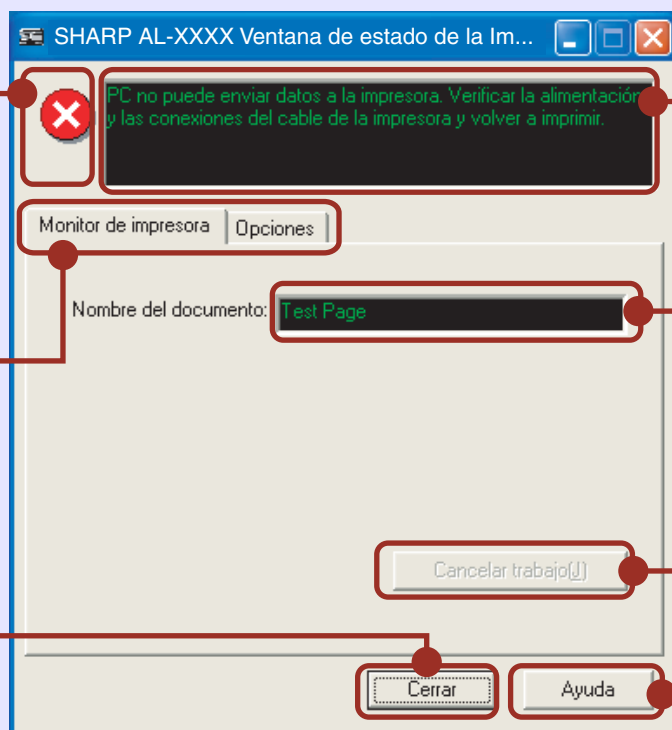 SHARP AL-XXXX Ventana de estado de la Im...
PC no puede enviar datos a la impresora. Verificar la alimentación
y las conexiones del cable de la impresora y volver a imprimir.
Monitor de impresora
Opciones
Nombre del documento: Test Page
Cancelar trabajo(J)
Cerrar
Ayuda